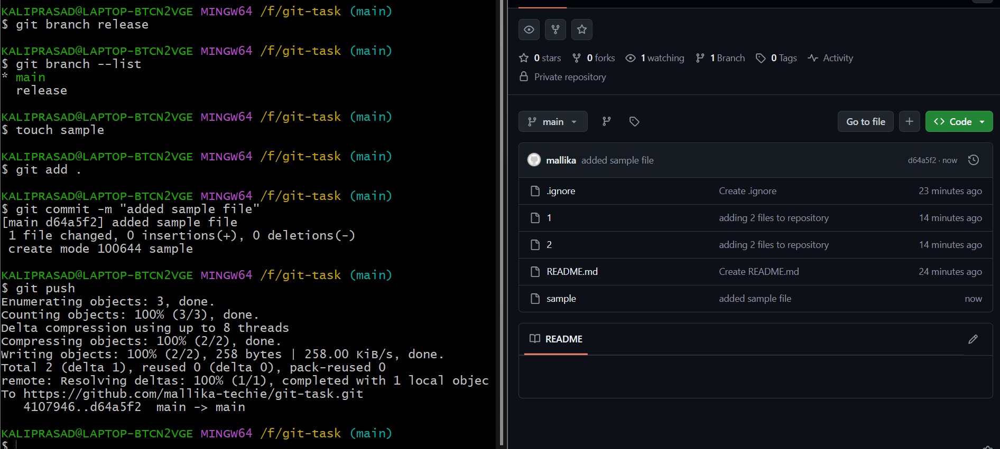 KALIPRASAD@LAPTOP-BTCN2VGE MINGW64 /f/git-task (main)
$ git branch release
KALIPRASAD@LAPTOP-BTCN2VGE MINGW64 /f/git-task (main)
$ git branch --list
* main
release
KALIPRASAD@LAPTOP-BTCN2VGE MINGW64 /f/git-task (main)
$ touch sample
KALIPRASAD@LAPTOP-BTCN2VGE MINGW64 /f/git-task (main)
$ git add .
KALIPRASAD@LAPTOP-BTCN2VGE MINGW64 /f/git-task (main)
$ git commit -m "added sample file"
[main d64a5f2] added sample file
1 file changed, 0 insertions(+), 0 deletions(-)
create mode 100644 sample
KALIPRASAD@LAPTOP-BTCN2VGE MINGW64 /f/git-task (main)
$ git push
Enumerating objects: 3, done.
Counting objects: 100% (3/3), done.
Delta compression using up to 8 threads
Compressing objects: 100% (2/2), done.
Writing objects: 100% (2/2), 258 bytes | 258.00 KiB/s, done.
Total 2 (delta 1), reused 0 (delta 0), pack-reused 0
remote: Resolving deltas: 100% (1/1), completed with 1 local objec
To https://github.com/mallika-techie/git-task.git
4107946..d64a5f2 main -> main
KALIPRASAD@LAPTOP-BTCN2VGE MINGW64 /f/git-task (main)
$
0 stars 0 forks 1 watching 1 Branch 0 Tags Activity
Private repository
main Go to file + <> Code
mallika added sample file d64a5f2 · now
.ignore Create .ignore 23 minutes ago
1 adding 2 files to repository 14 minutes ago
2 adding 2 files to repository 14 minutes ago
README.md Create README.md 24 minutes ago
sample added sample file now
README